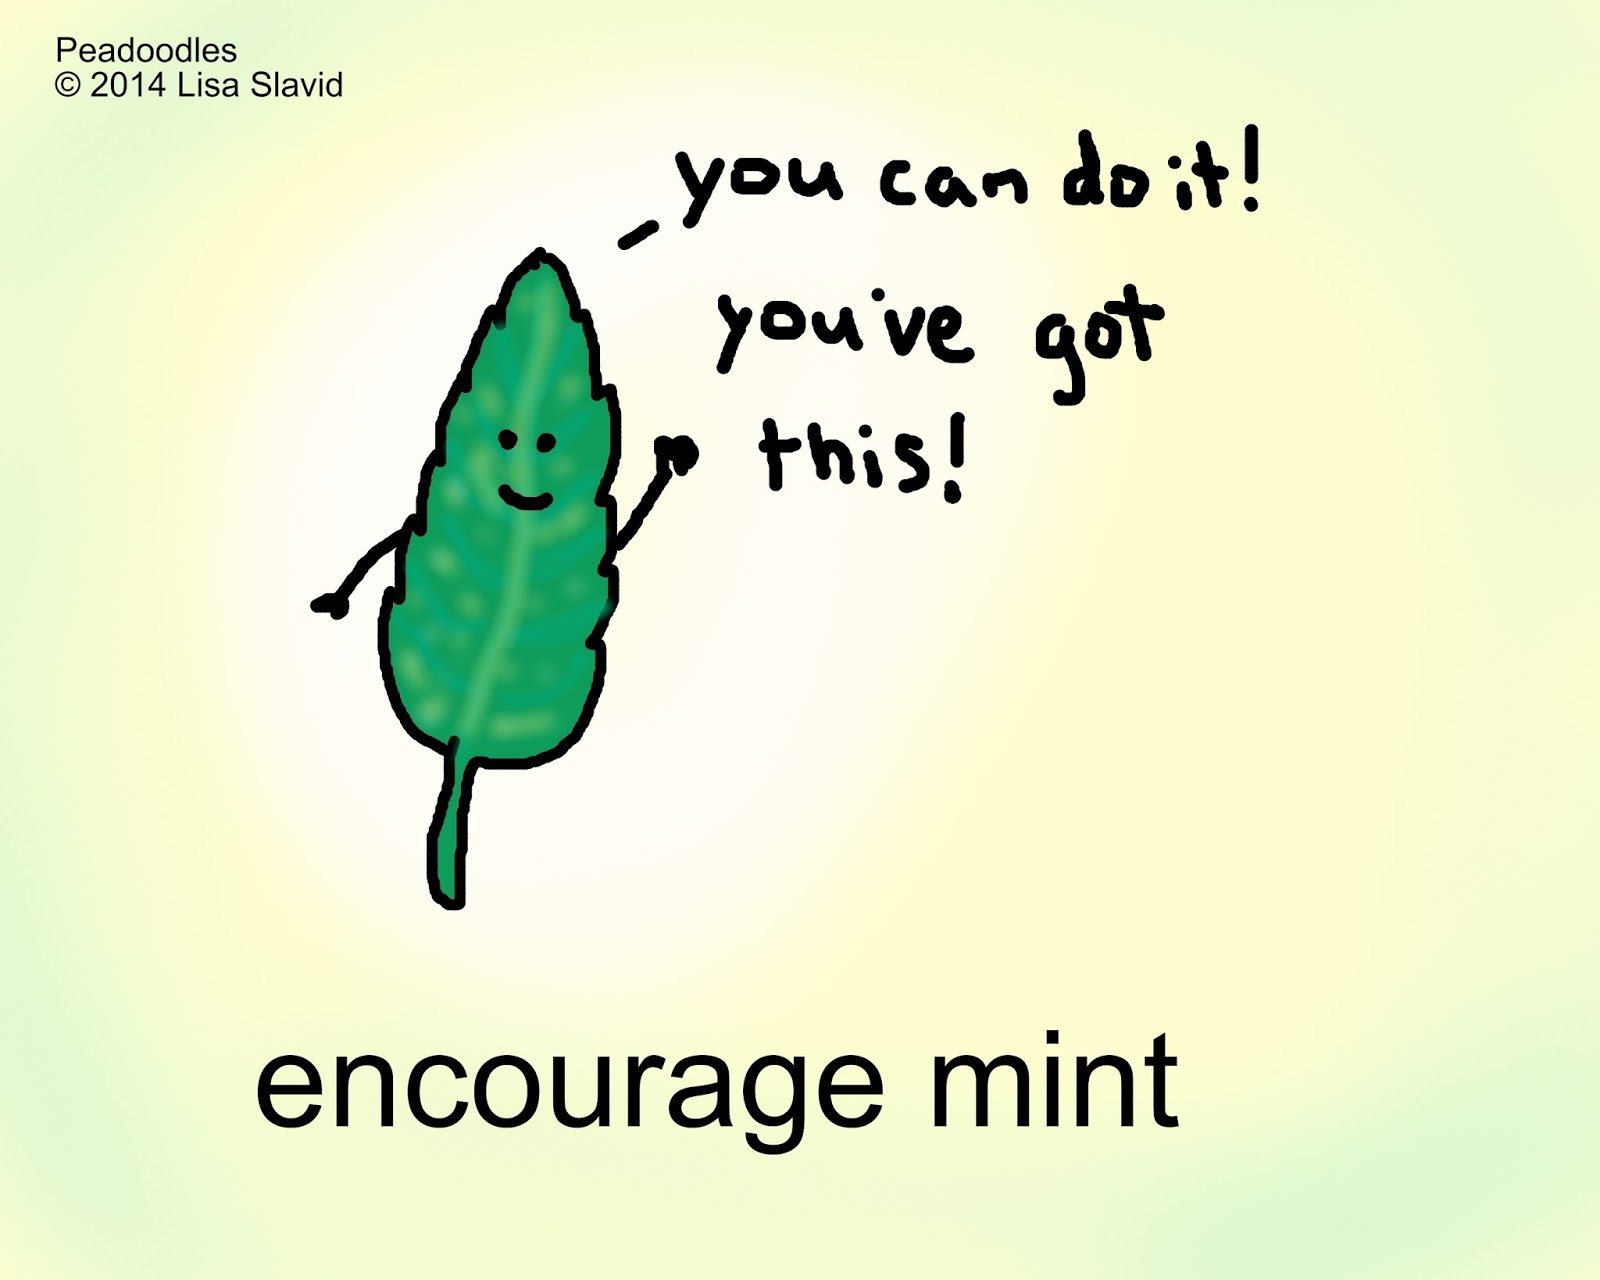 Peadoodles
© 2014 Lisa Slavid
you can do it!
you've got
this!
encourage mint